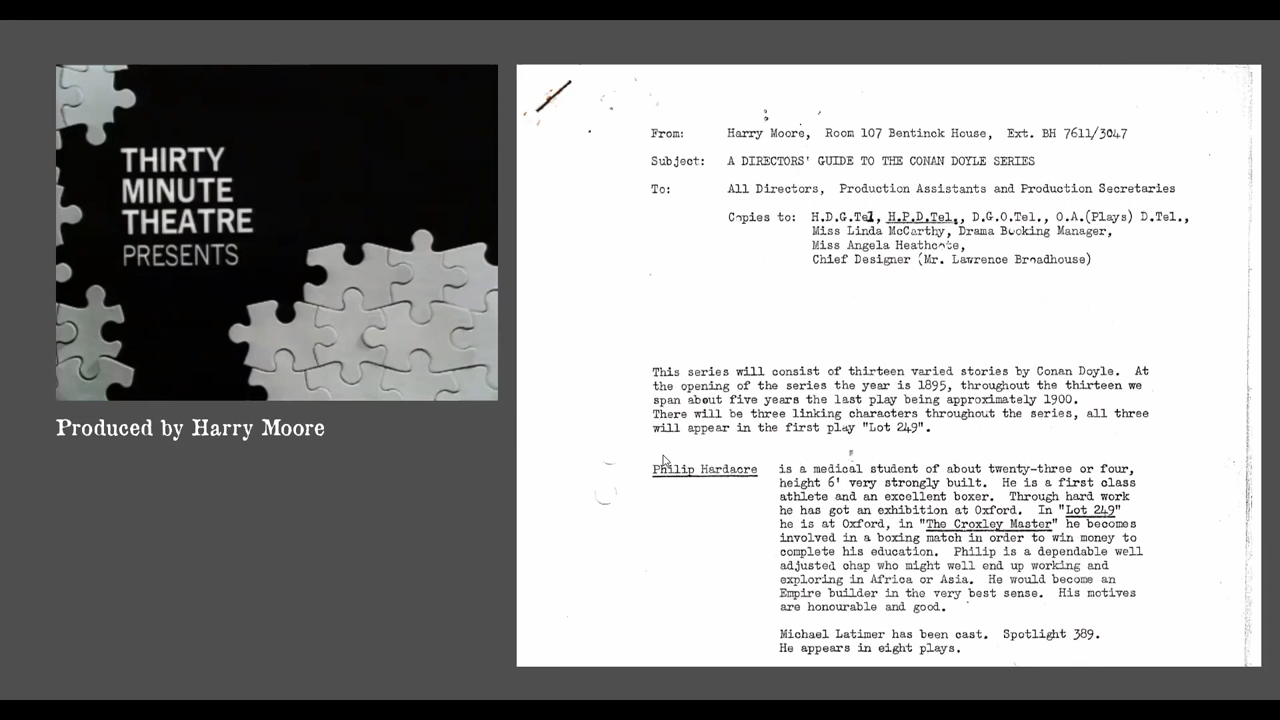 THIRTY
MINUTE
THEATRE
PRESENTS
Produced by Harry Moore
From: Harry Moore, Room 107 Bentinck House, Ext. BH 7611/3047
Subject: A DIRECTORS' GUIDE TO THE CONAN DOYLE SERIES
To: All Directors, Production Assistants and Production Secretaries
Copies to: H.D.G.Tel, H.P.D.Tel., D.G.O.Tel., O.A.(Plays) D.Tel.,
Miss Linda McCarthy, Drama Booking Manager,
Miss Angela Heathcote,
Chief Designer (Mr. Lawrence Broadhouse)
This series will consist of thirteen varied stories by Conan Doyle. At
the opening of the series the year is 1895, throughout the thirteen we
span about five years the last play being approximately 1900.
There will be three linking characters throughout the series, all three
will appear in the first play "Lot 249".
Philip Hardacre is a medical student of about twenty-three or four,
height 6' very strongly built. He is a first class
athlete and an excellent boxer. Through hard work
he has got an exhibition at Oxford. In "Lot 249"
he is at Oxford, in "The Croxley Master" he becomes
involved in a boxing match in order to win money to
complete his education. Philip is a dependable well
adjusted chap who might well end up working and
exploring in Africa or Asia. He would become an
Empire builder in the very best sense. His motives
are honourable and good.
Michael Latimer has been cast. Spotlight 389.
He appears in eight plays.